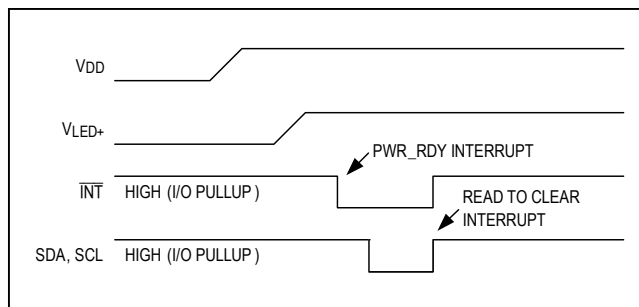 VDD
VLED+
PWR_RDY INTERRUPT
INT HIGH (I/O PULLUP )
READ TO CLEAR
INTERRUPT
SDA, SCL HIGH (I/O PULLUP )